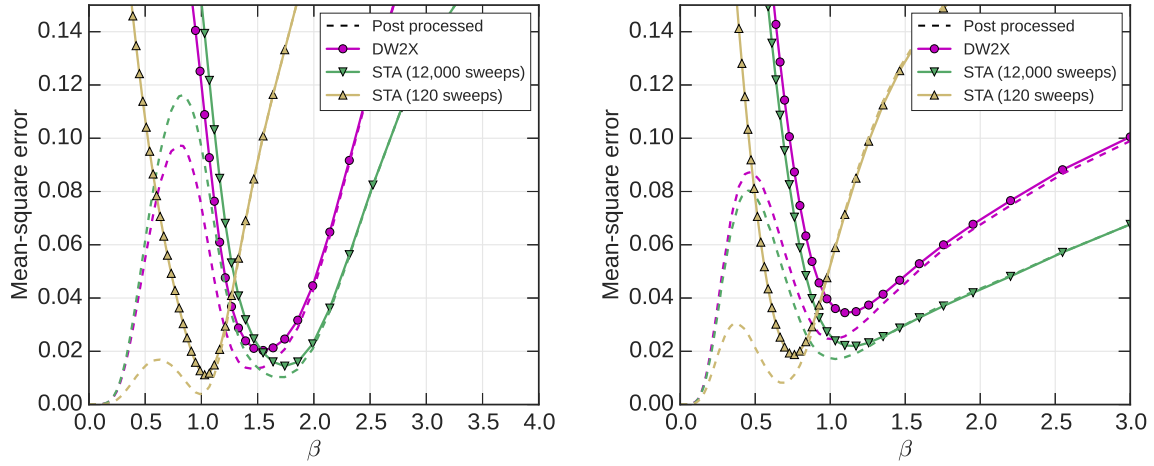 Mean-square error
0.14
0.12
0.10
0.08
0.06
0.04
0.02
0.00
Post processed
DW2X
STA (12,000 sweeps)
STA (120 sweeps)
0.0 0.5 1.0 1.5 2.0 2.5 3.0 3.5 4.0
β
Mean-square error
0.14
0.12
0.10
0.08
0.06
0.04
0.02
0.00
Post processed
DW2X
STA (12,000 sweeps)
STA (120 sweeps)
0.0 0.5 1.0 1.5 2.0 2.5 3.0
β